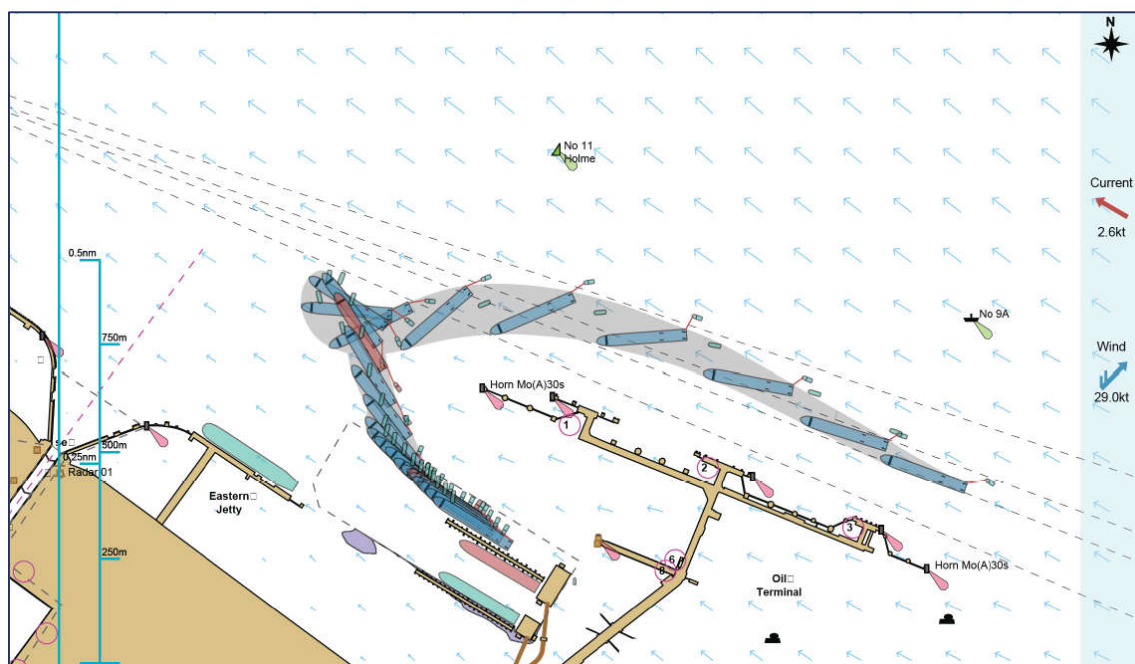 N
No 11
Holme
Current
2.6kt
0.5nm
No 9A
750m
Wind
29.0kt
Horn Mo(A)30s
1
500m
0.25nm
Radar 01
2
Eastern
Jetty
3
250m
6
8
Horn Mo(A)30s
Oil
Terminal